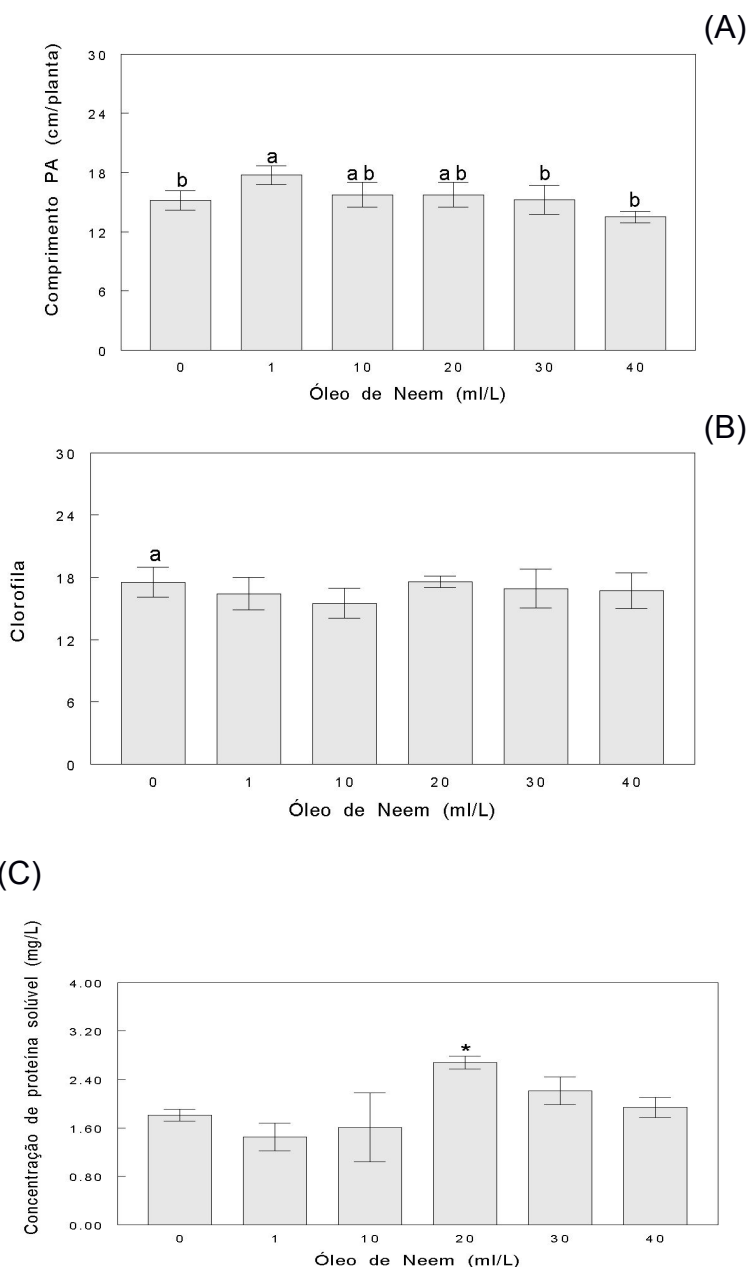 (A)
Comprimento PA (cm/planta)
30
24
18
12
6
0
b
a
ab
ab
b
b
0 1 10 20 30 40
Óleo de Neem (ml/L)
(B)
Clorofila
30
24
18
12
6
0
a
0 1 10 20 30 40
Óleo de Neem (ml/L)
(C)
Concentração de proteína solúvel (mg/L)
4.00
3.20
2.40
1.60
0.80
0.00
*
0 1 10 20 30 40
Óleo de Neem (ml/L)